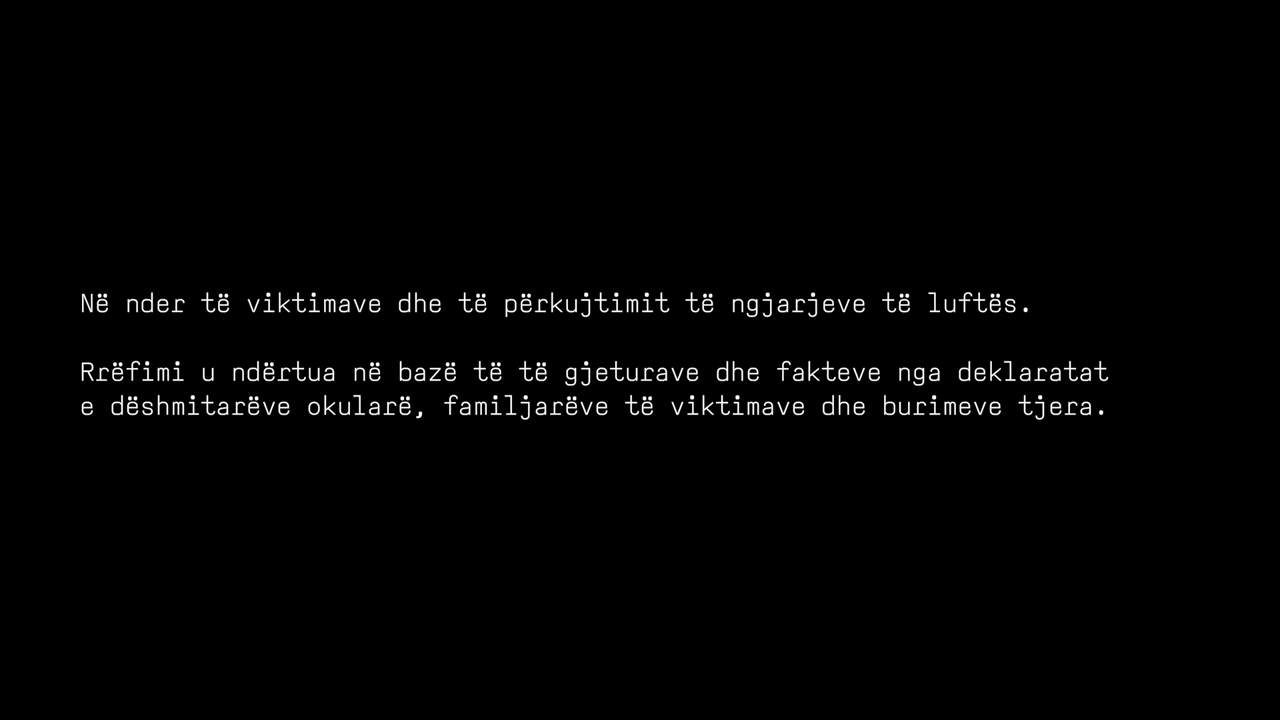 Në nder të viktimave dhe të përkujtimit të ngjarjeve të luftës.
Rrëfimi u ndërtua në bazë të të gjeturave dhe fakteve nga deklaratat
e dëshmitarëve okularë, familjarëve të viktimave dhe burimeve tjera.